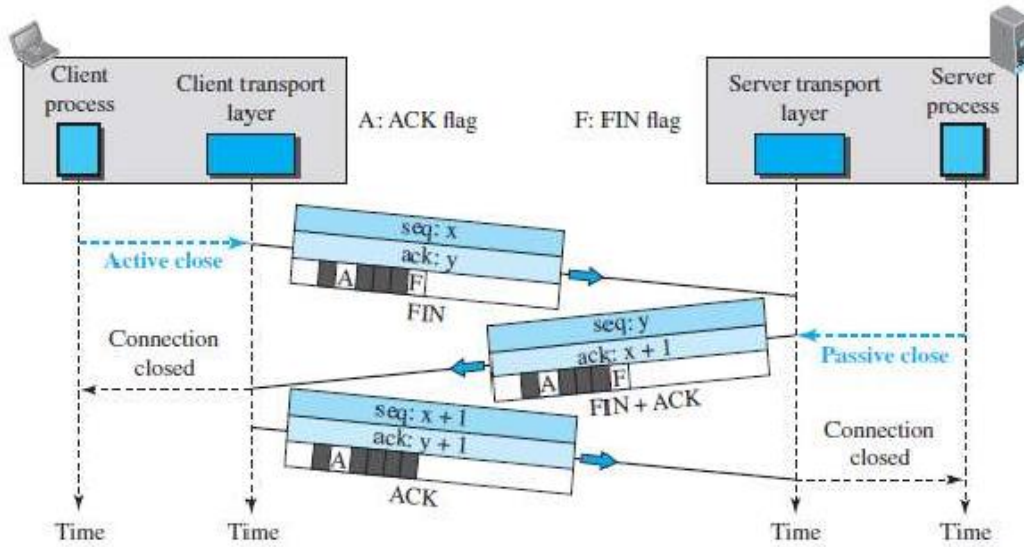 Client
process
Client transport
layer
A: ACK flag
F: FIN flag
Server transport
layer
Server
process
seq: x
ack: y
A F
FIN
Active close
seq: y
ack: x + 1
A F
FIN + ACK
Passive close
Connection
closed
seq: x + 1
ack: y + 1
A
ACK
Connection
closed
Time
Time
Time
Time